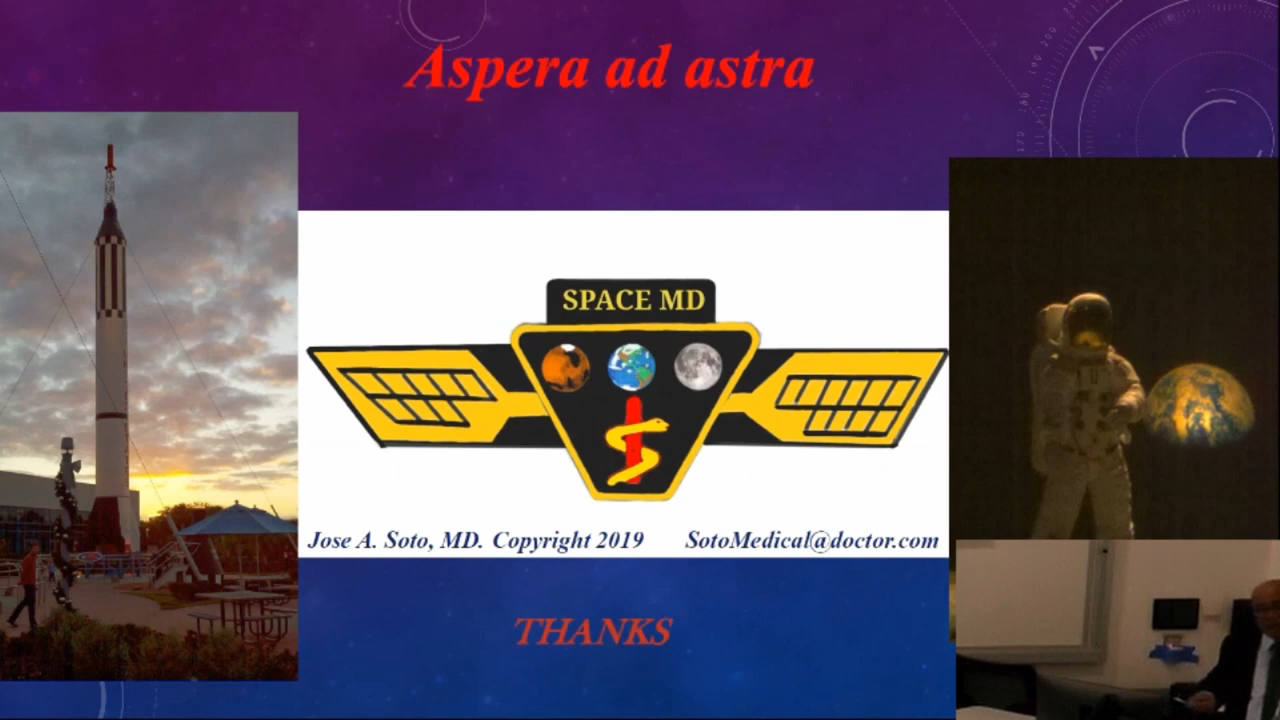 Aspera ad astra
SPACE MD
Jose A. Soto, MD. Copyright 2019 SotoMedical@doctor.com
THANKS